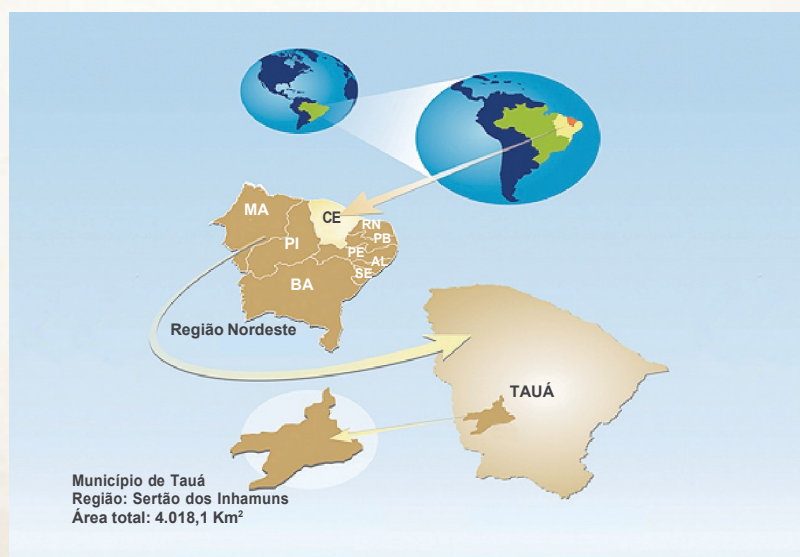 MA
CE
RN
PI
PB
PE
AL
SE
BA
Região Nordeste
TAUÁ
Município de Tauá
Região: Sertão dos Inhamuns
Área total: 4.018,1 Km²